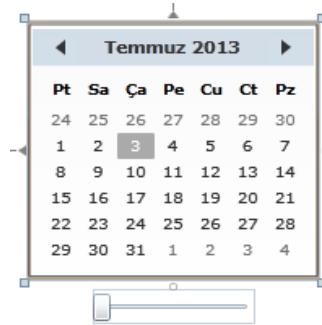 Temmuz 2013
Pt Sa Ça Pe Cu Ct Pz
24 25 26 27 28 29 30
1 2 3 4 5 6 7
8 9 10 11 12 13 14
15 16 17 18 19 20 21
22 23 24 25 26 27 28
29 30 31 1 2 3 4